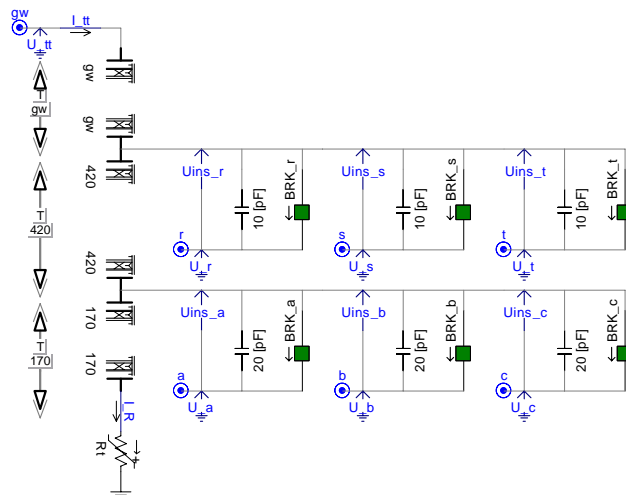 gw
I_tt
U_tt
T
gw
gw
gw
420
Uins_r
BRK_r
10 [pF]
r
U_r
Uins_s
BRK_s
10 [pF]
s
U_s
Uins_t
BRK_t
10 [pF]
t
U_t
T
420
420
170
Uins_a
BRK_a
20 [pF]
a
U_a
Uins_b
BRK_b
20 [pF]
b
U_b
Uins_c
BRK_c
20 [pF]
c
U_c
T
170
170
I_R
Rt
+